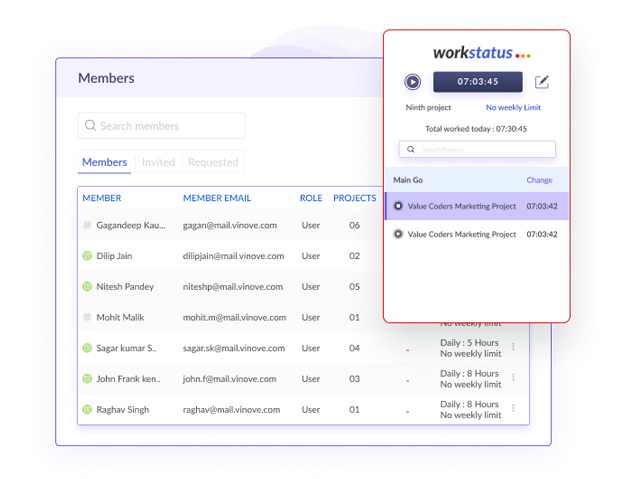 Members
Search members
Members Invited Requested
MEMBER MEMBER EMAIL ROLE PROJECTS
Gagandeep Kau... gagan@mail.vinove.com User 06
Dilip Jain dilipjain@mail.vinove.com User 02
Nitesh Pandey niteshp@mail.vinove.com User 05
Mohit Malik mohit.m@mail.vinove.com User 01
No weekly limit
Sagar kumar S.. sagar.sk@mail.vinove.com User 04 - Daily : 5 Hours
No weekly limit
John Frank ken.. john.f@mail.vinove.com User 03 - Daily : 8 Hours
No weekly limit
Raghav Singh raghav@mail.vinove.com User 01 - Daily : 8 Hours
No weekly limit
workstatus
07:03:45
Ninth project No weekly Limit
Total worked today : 07:30:45
Search Projects
Main Go Change
Value Coders Marketing Project 07:03:42
Value Coders Marketing Project 07:03:42